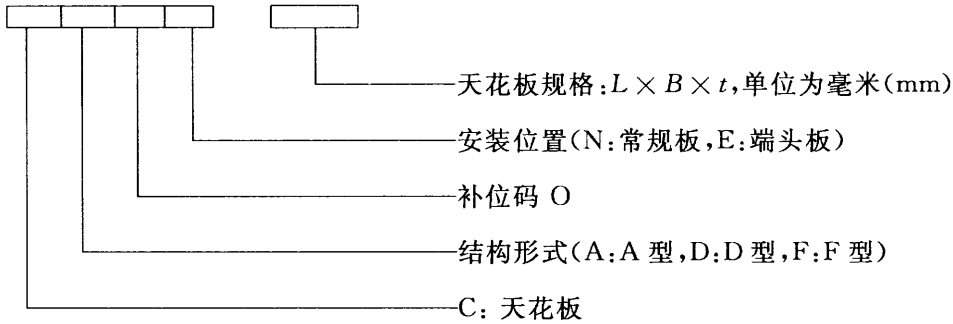 天花板规格:L×B×t,单位为毫米(mm)
安装位置(N:常规板,E:端头板)
补位码 O
结构形式(A:A 型,D:D 型,F:F 型)
C: 天花板